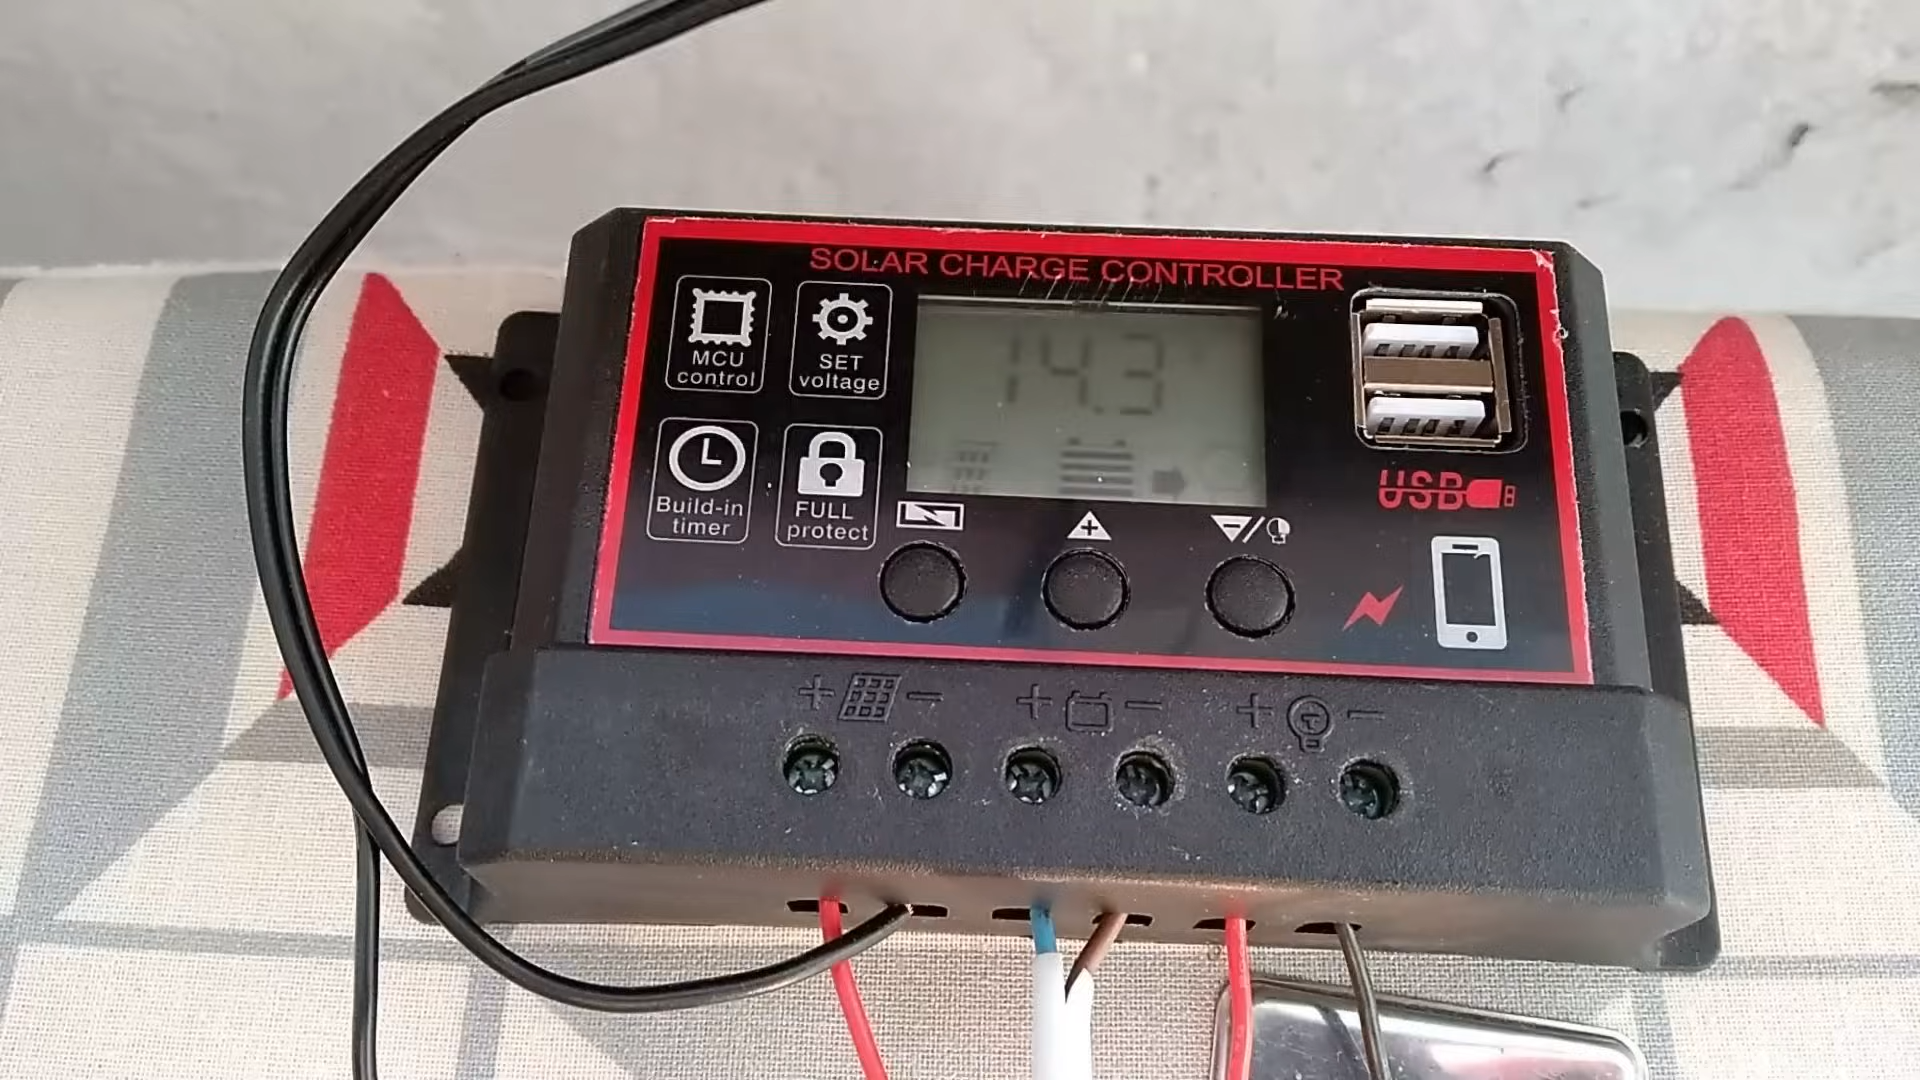 SOLAR CHARGE CONTROLLER
MCU
control
SET
voltage
14.3
Build-in
timer
FULL
protect
USB
+ -
+ -
+ -